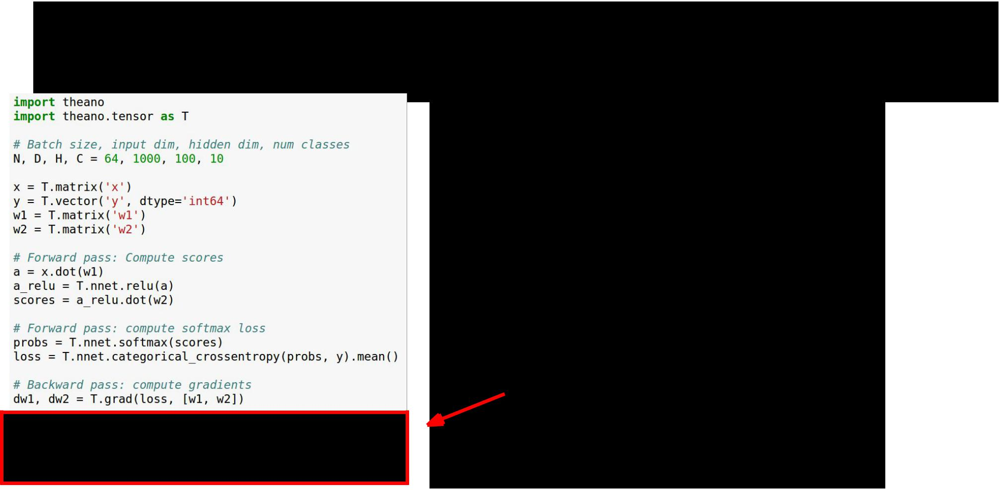 import theano
import theano.tensor as T
# Batch size, input dim, hidden dim, num classes
N, D, H, C = 64, 1000, 100, 10
x = T.matrix('x')
y = T.vector('y', dtype='int64')
w1 = T.matrix('w1')
w2 = T.matrix('w2')
# Forward pass: Compute scores
a = x.dot(w1)
a_relu = T.nnet.relu(a)
scores = a_relu.dot(w2)
# Forward pass: compute softmax loss
probs = T.nnet.softmax(scores)
loss = T.nnet.categorical_crossentropy(probs, y).mean()
# Backward pass: compute gradients
dw1, dw2 = T.grad(loss, [w1, w2])